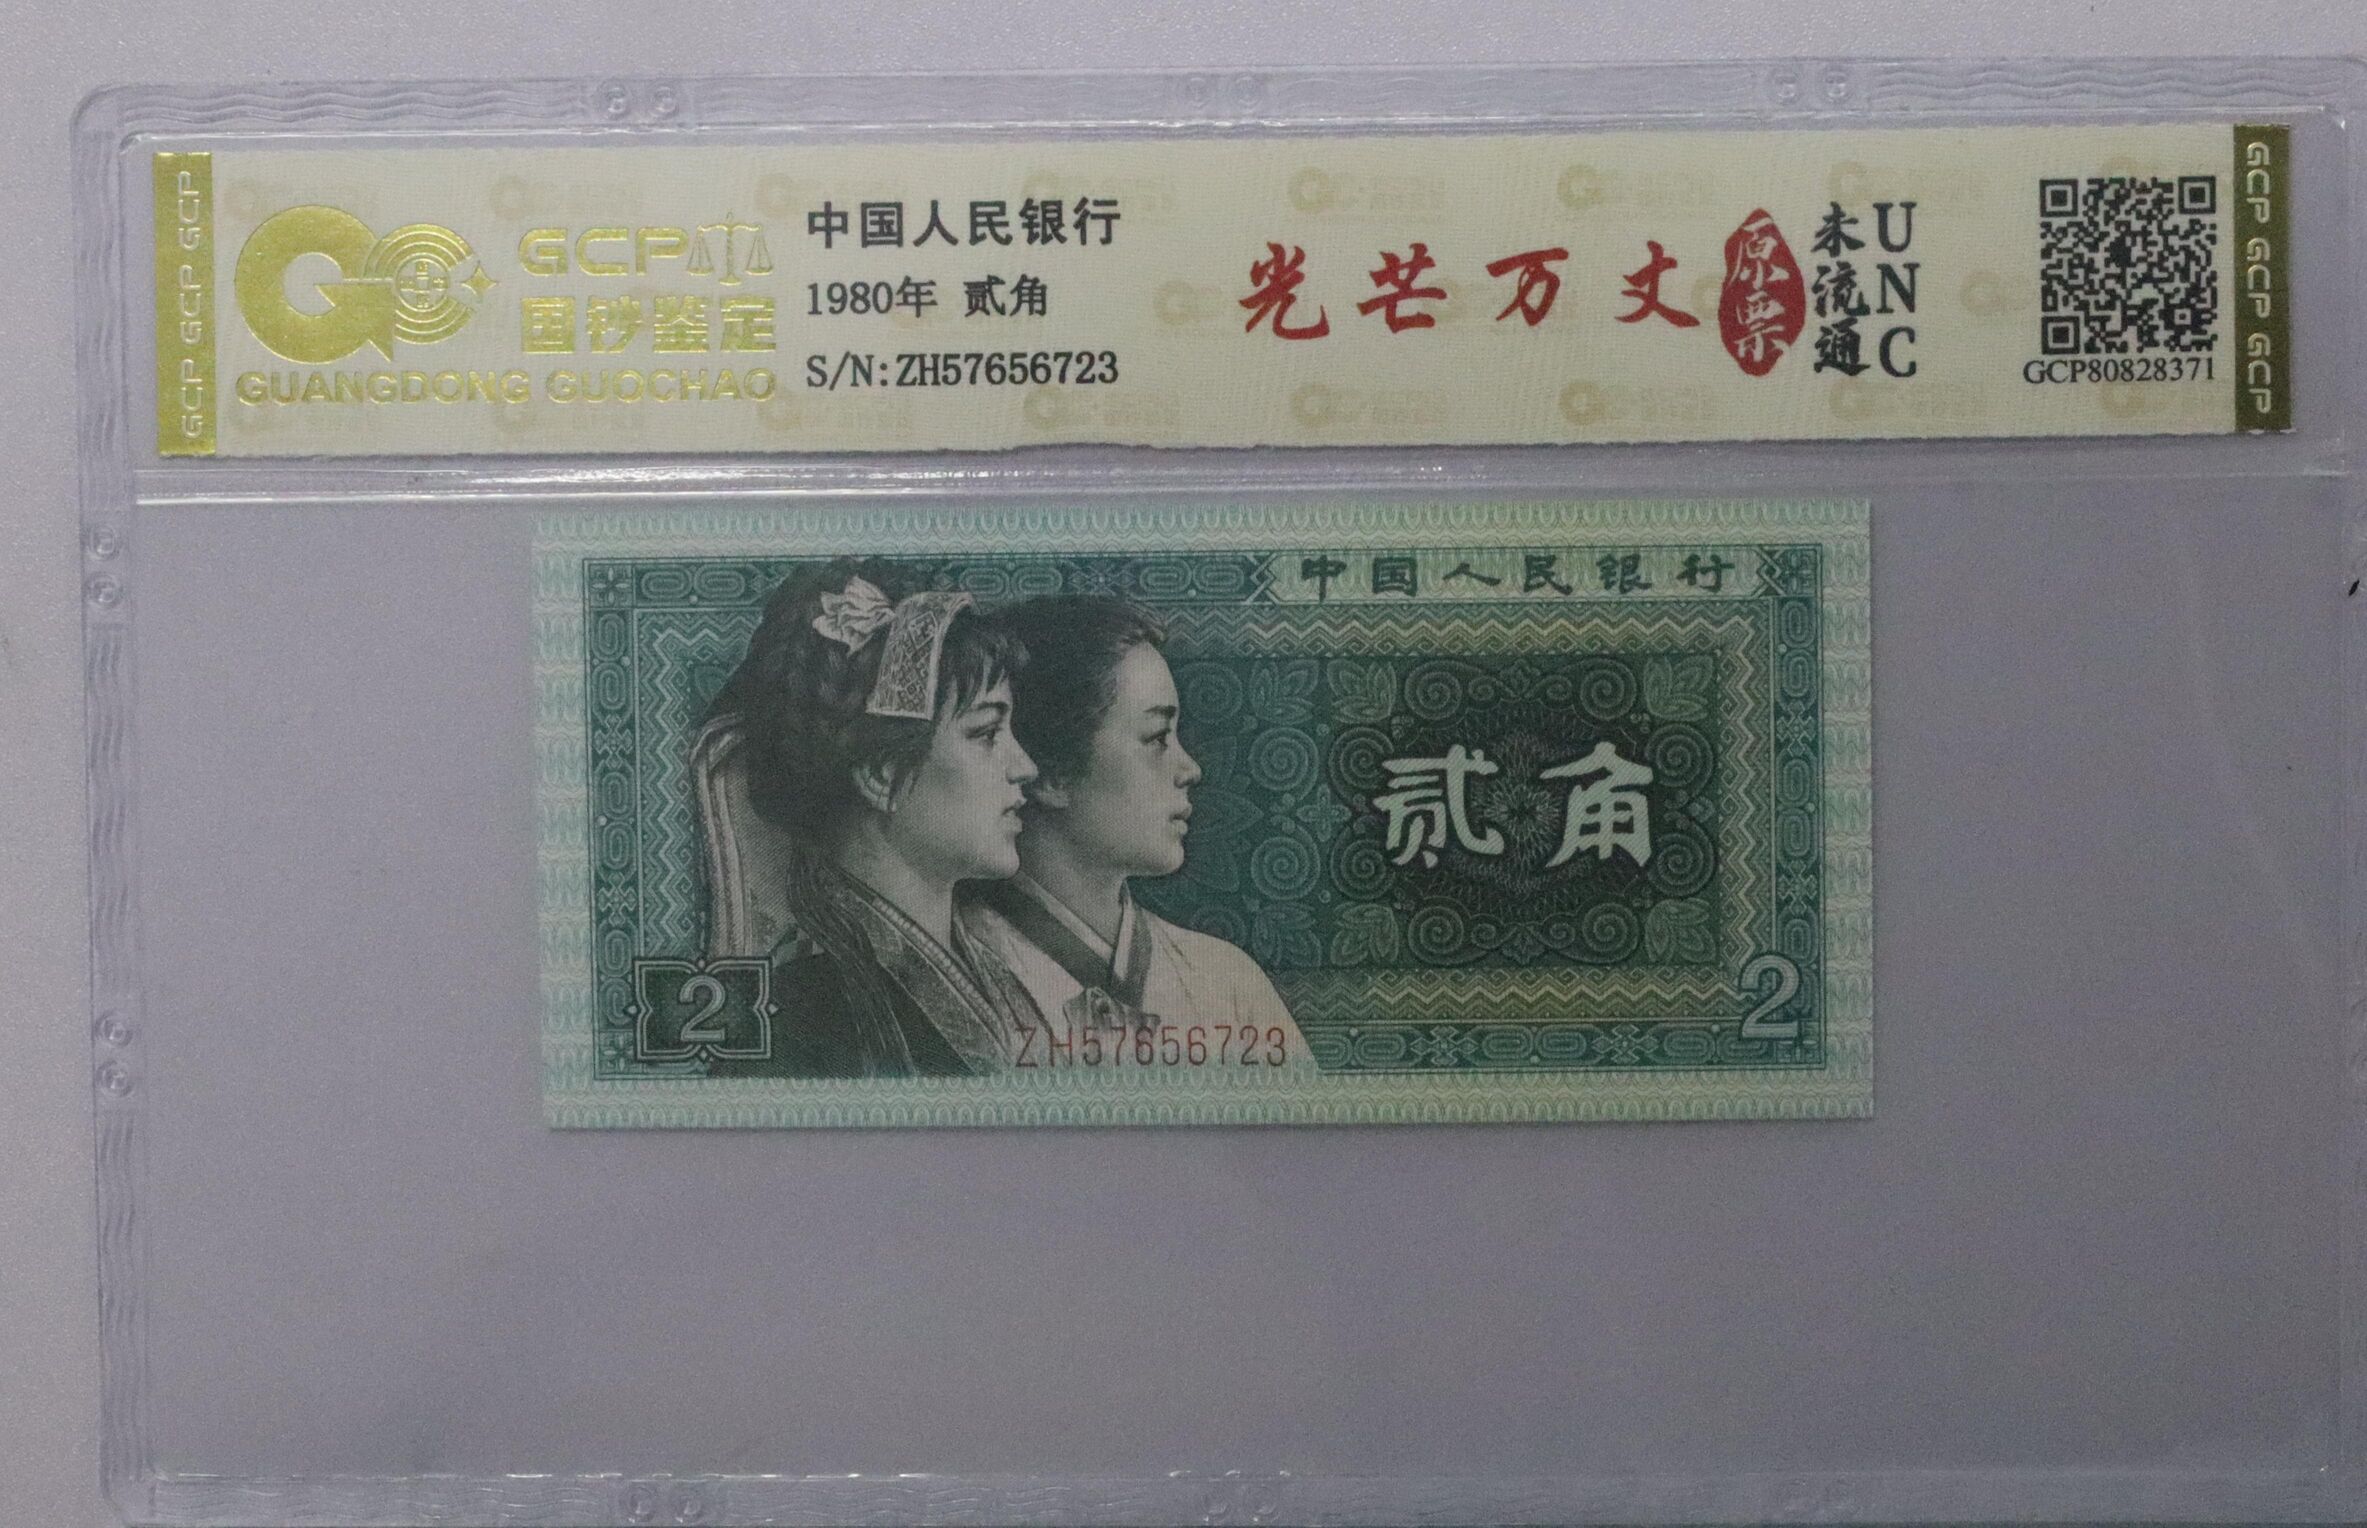 GCP GCP GCP
GCP
国钞鉴定
GUANGDONG GUOCHAO
中国人民银行
1980年 贰角
S/N:ZH57656723
光芒万丈
原票
未流通
UNC
GCP80828371
GCP GCP GCP
中国人民银行
贰角
2
2
ZH57656723